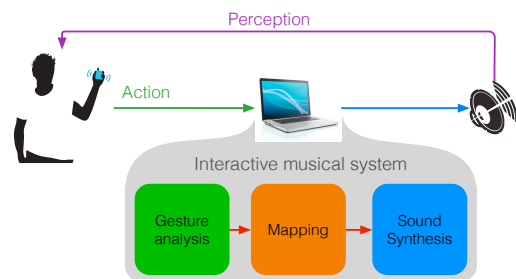 Perception
Action
Interactive musical system
Gesture
analysis
Mapping
Sound
Synthesis